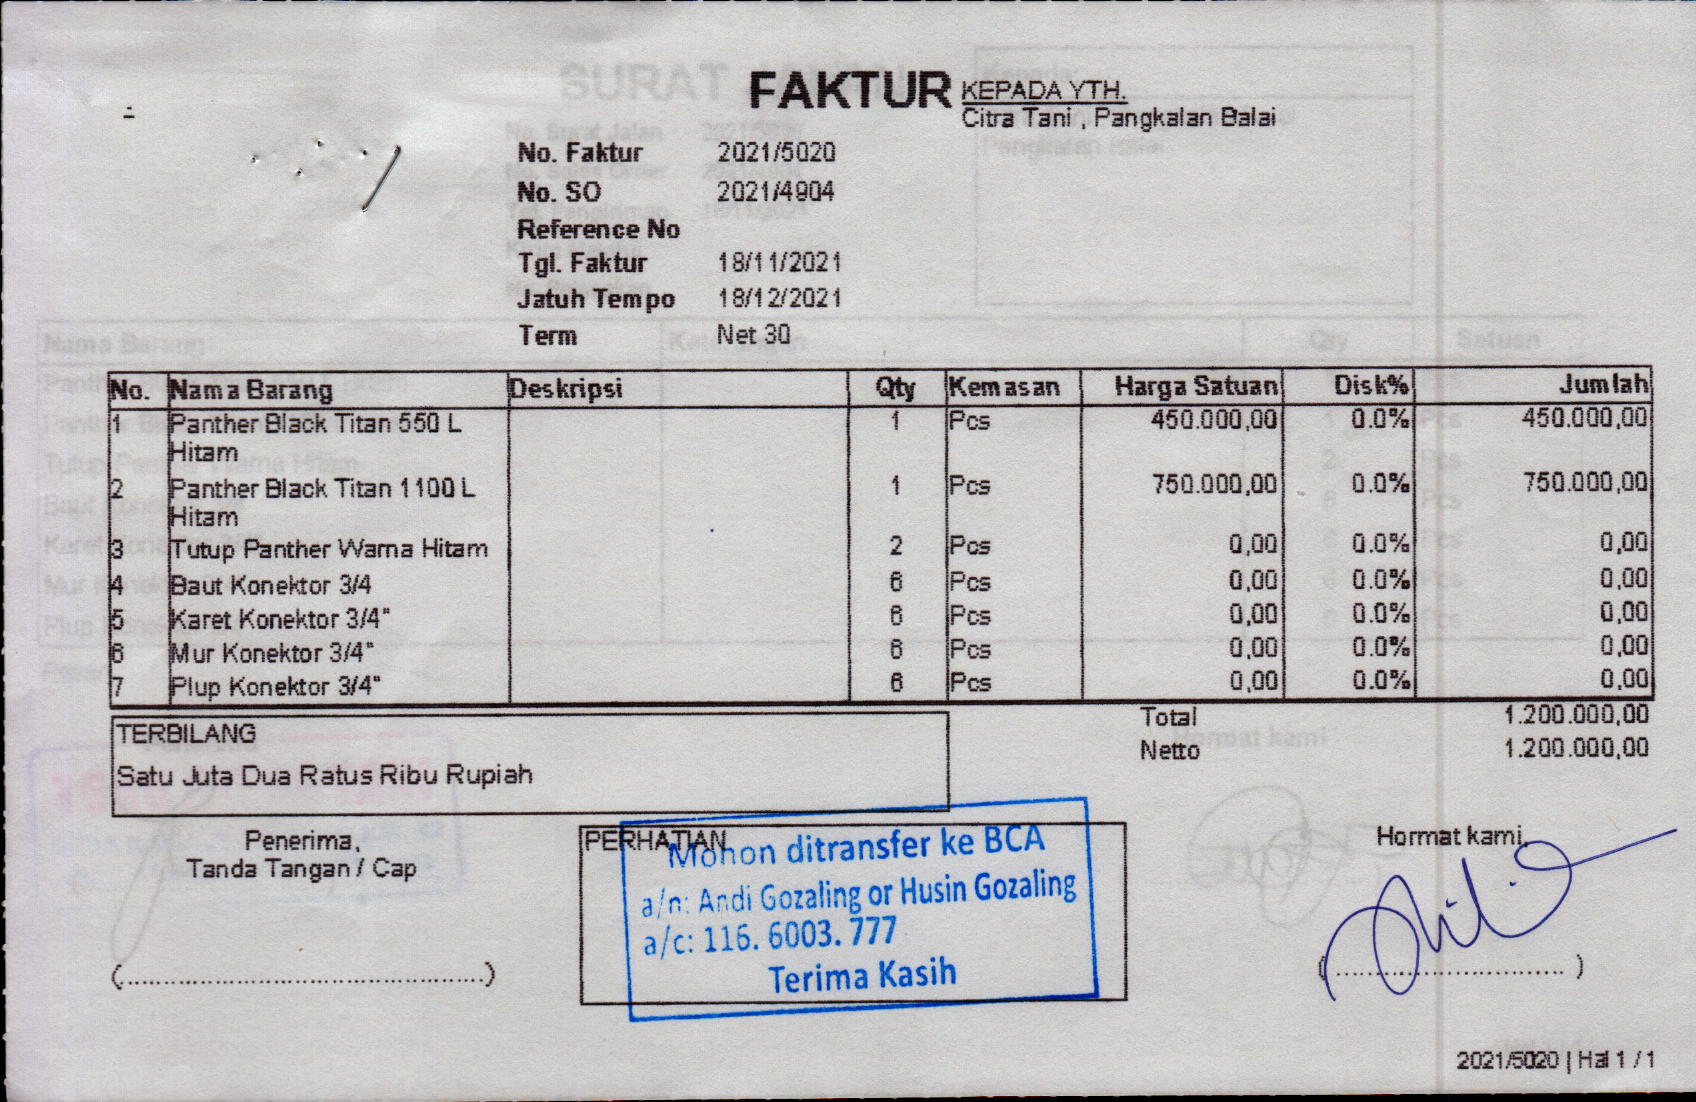 FAKTUR
KEPADA YTH.
Citra Tani , Pangkalan Balai
No. Faktur 2021/5020
No. SO 2021/4904
Reference No
Tgl. Faktur 18/11/2021
Jatuh Tempo 18/12/2021
Term Net 30
No. Nama Barang Deskripsi Qty Kemasan Harga Satuan Disk% Jumlah
1 Panther Black Titan 550 L 1 Pcs 450.000,00 0.0% 450.000,00
Hitam
2 Panther Black Titan 1100 L 1 Pcs 750.000,00 0.0% 750.000,00
Hitam
3 Tutup Panther Warna Hitam 2 Pcs 0,00 0.0% 0,00
4 Baut Konektor 3/4 6 Pcs 0,00 0.0% 0,00
5 Karet Konektor 3/4" 6 Pcs 0,00 0.0% 0,00
6 Mur Konektor 3/4" 6 Pcs 0,00 0.0% 0,00
7 Plup Konektor 3/4" 6 Pcs 0,00 0.0% 0,00
Total 1.200.000,00
Netto 1.200.000,00
TERBILANG
Satu Juta Dua Ratus Ribu Rupiah
Penerima,
Tanda Tangan / Cap
(.................................................)
PERHATIAN
Mohon ditransfer ke BCA
a/n: Andi Gozaling or Husin Gozaling
a/c: 116. 6003. 777
Terima Kasih
Hormat kami,
(.............................. )
2021/5020 | Hal 1 / 1